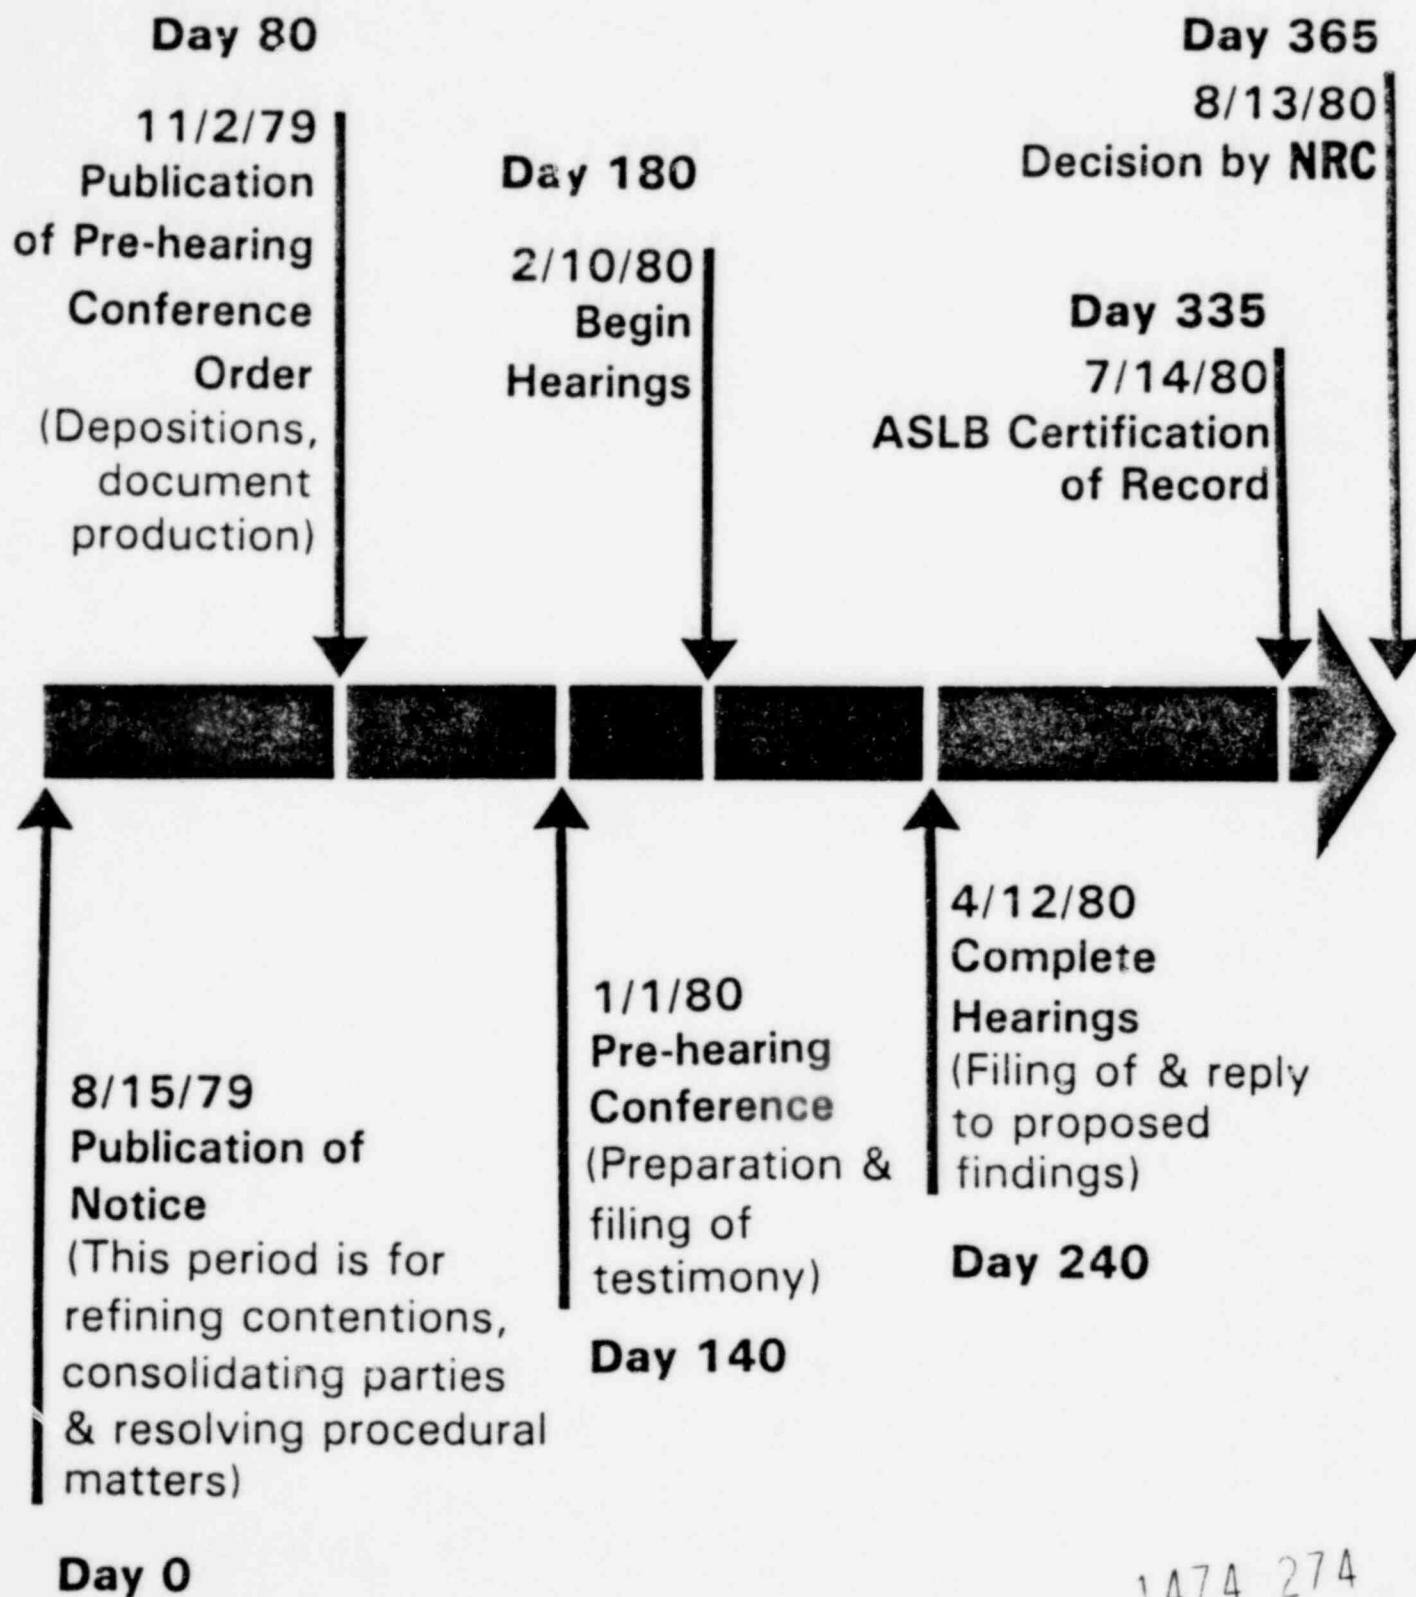 Day 80
11/2/79
Publication
of Pre-hearing
Conference
Order
(Depositions,
document
production)
Day 180
2/10/80
Begin
Hearings
Day 365
8/13/80
Decision by NRC
Day 335
7/14/80
ASLB Certification
of Record
8/15/79
Publication of
Notice
(This period is for
refining contentions,
consolidating parties
& resolving procedural
matters)
Day 0
1/1/80
Pre-hearing
Conference
(Preparation &
filing of
testimony)
Day 140
4/12/80
Complete
Hearings
(Filing of & reply
to proposed
findings)
Day 240
1474 274